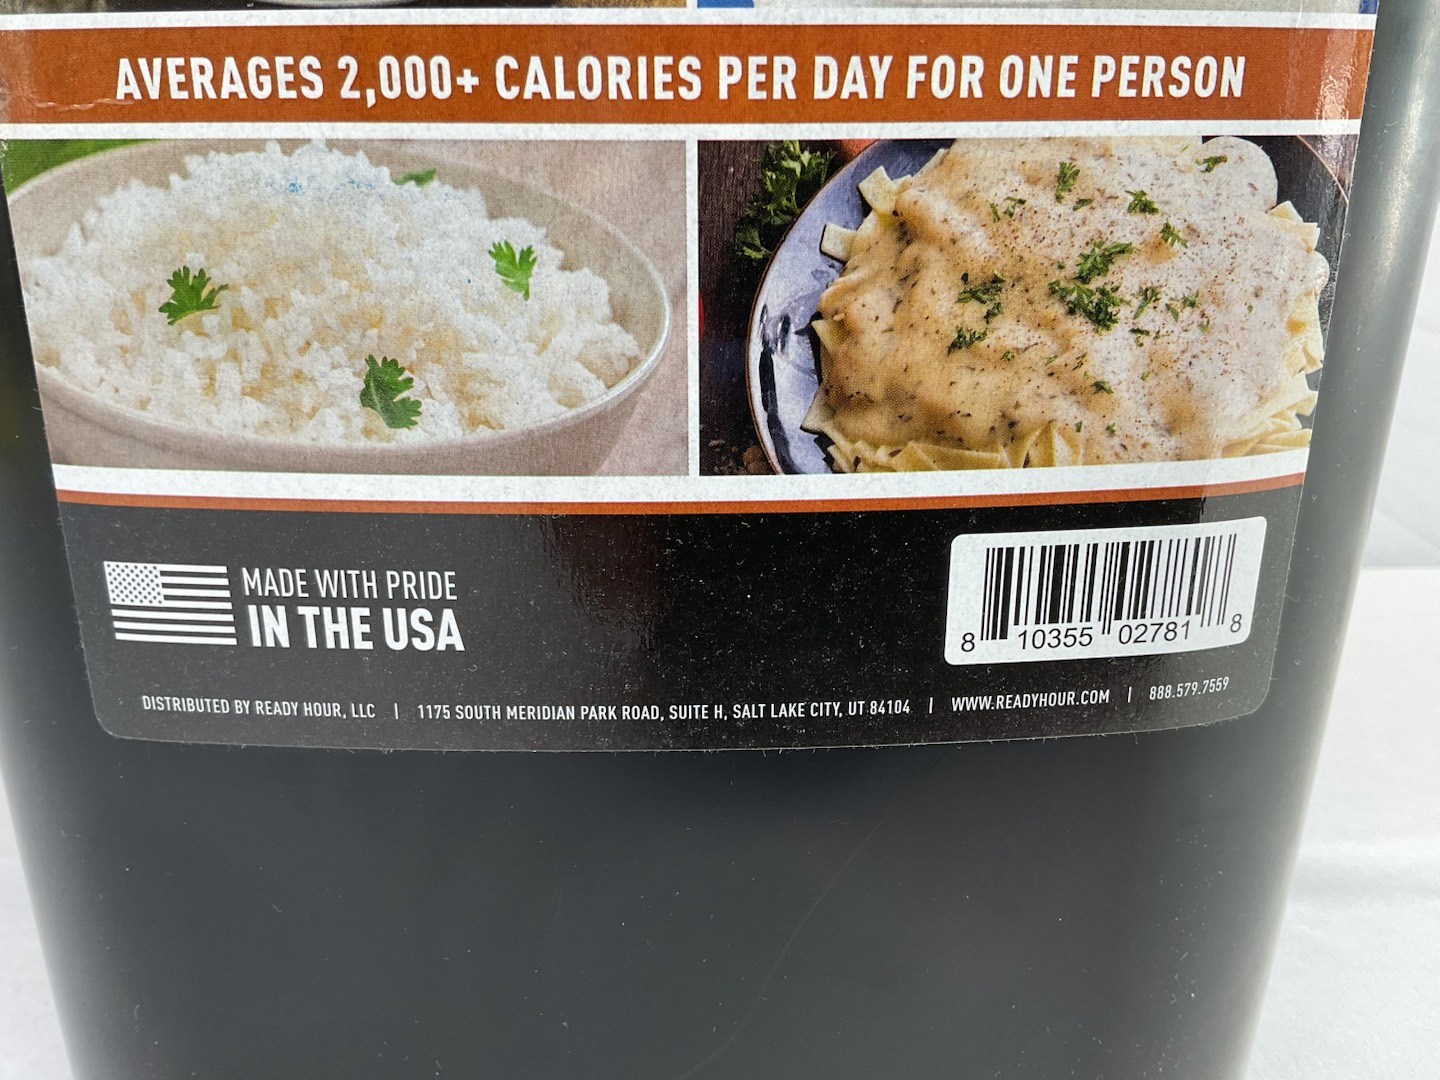 AVERAGES 2,000+ CALORIES PER DAY FOR ONE PERSON
MADE WITH PRIDE
IN THE USA
8 10355 02781 8
DISTRIBUTED BY READY HOUR, LLC | 1175 SOUTH MERIDIAN PARK ROAD, SUITE H, SALT LAKE CITY, UT 84104 | WWW.READYHOUR.COM | 888.579.7559